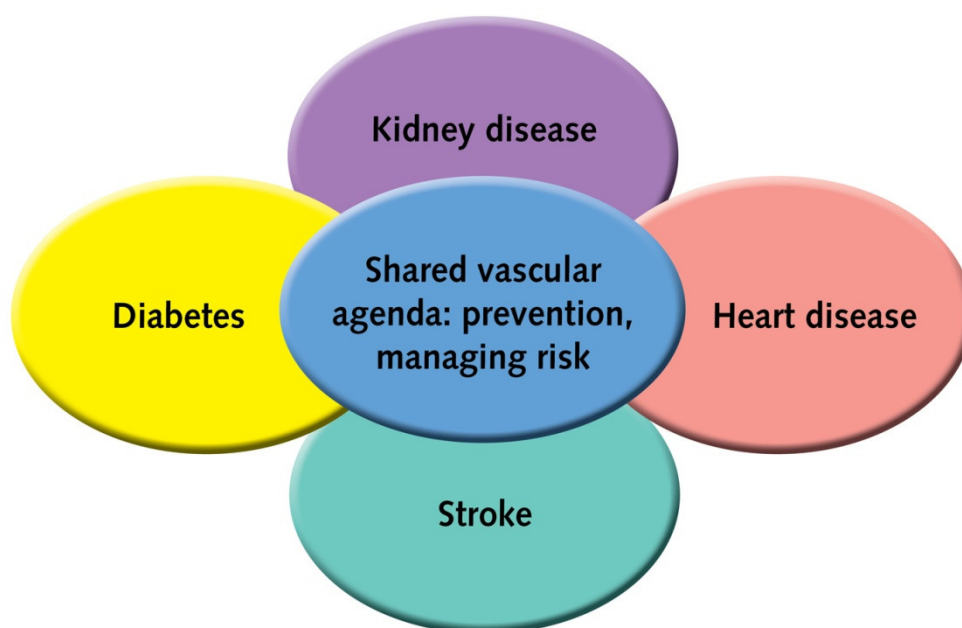 Kidney disease
Diabetes
Shared vascular
agenda: prevention,
managing risk
Heart disease
Stroke